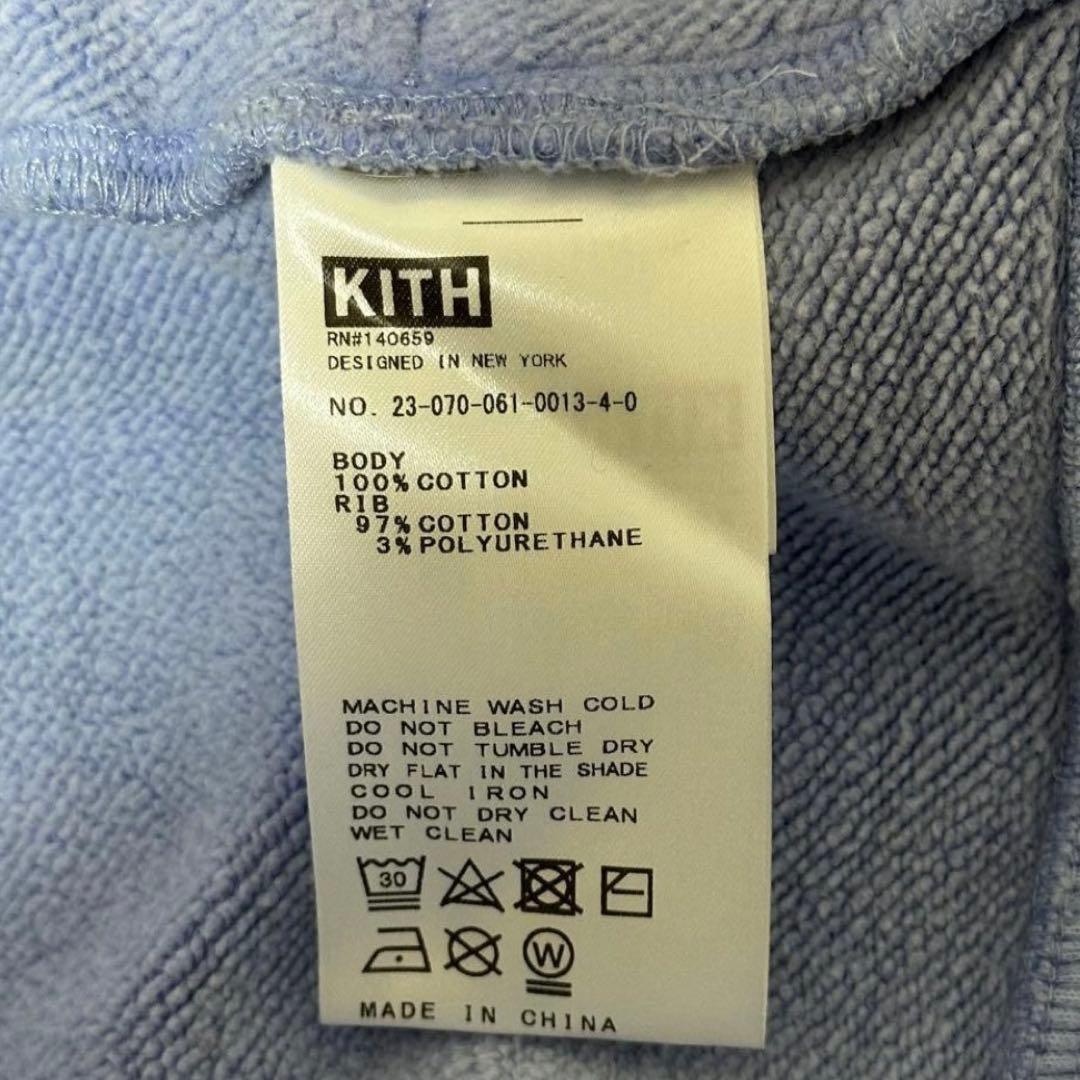 KITH
RN#140659
DESIGNED IN NEW YORK
NO. 23-070-061-0013-4-0
BODY
100% COTTON
RIB
97% COTTON
3% POLYURETHANE
MACHINE WASH COLD
DO NOT BLEACH
DO NOT TUMBLE DRY
DRY FLAT IN THE SHADE
COOL IRON
DO NOT DRY CLEAN
WET CLEAN
30
W
MADE IN CHINA